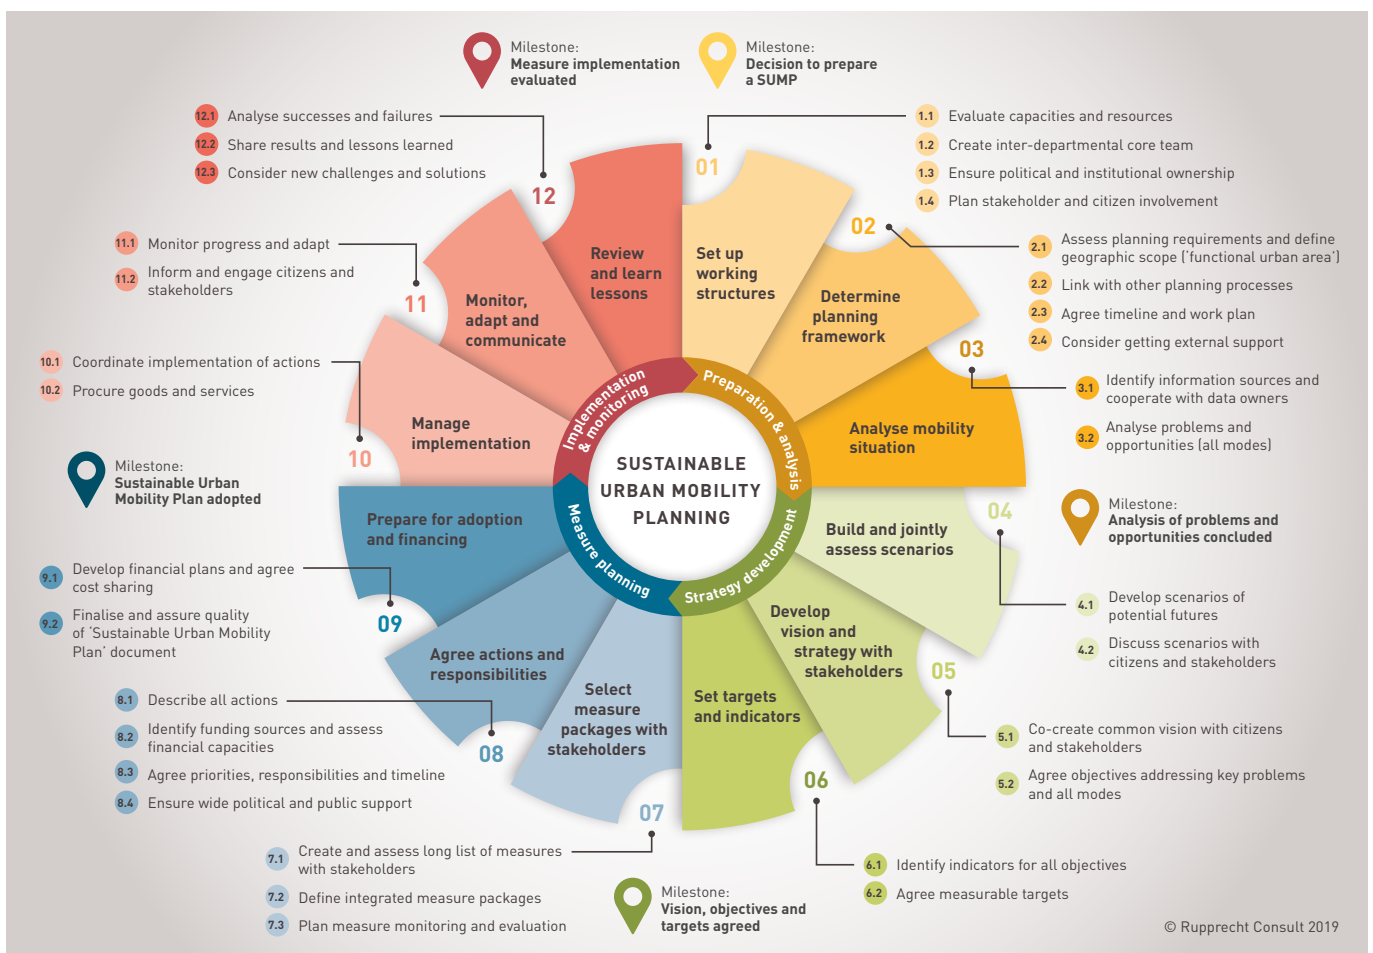 Milestone:
Measure implementation
evaluated
Milestone:
Decision to prepare
a SUMP
12.1 Analyse successes and failures
12.2 Share results and lessons learned
12.3 Consider new challenges and solutions
1.1 Evaluate capacities and resources
1.2 Create inter-departmental core team
1.3 Ensure political and institutional ownership
1.4 Plan stakeholder and citizen involvement
11.1 Monitor progress and adapt
11.2 Inform and engage citizens and
stakeholders
2.1 Assess planning requirements and define
geographic scope (‘functional urban area’)
2.2 Link with other planning processes
2.3 Agree timeline and work plan
2.4 Consider getting external support
10.1 Coordinate implementation of actions
10.2 Procure goods and services
3.1 Identify information sources and
cooperate with data owners
3.2 Analyse problems and
opportunities (all modes)
Milestone:
Sustainable Urban
Mobility Plan adopted
Milestone:
Analysis of problems and
opportunities concluded
01
Set up
working
structures
02
Determine
planning
framework
03
Analyse mobility
situation
04
Build and jointly
assess scenarios
05
Develop
vision and
strategy with
stakeholders
06
Set targets
and indicators
07
Select
measure
packages with
stakeholders
08
Agree actions and
responsibilities
09
Prepare for adoption
and financing
10
Manage
implementation
11
Monitor,
adapt and
communicate
12
Review
and learn
lessons
Preparation & analysis
Strategy development
Measure planning
Implementation
& monitoring
SUSTAINABLE
URBAN MOBILITY
PLANNING
9.1 Develop financial plans and agree
cost sharing
9.2 Finalise and assure quality
of ‘Sustainable Urban Mobility
Plan’ document
4.1 Develop scenarios of
potential futures
4.2 Discuss scenarios with
citizens and stakeholders
8.1 Describe all actions
8.2 Identify funding sources and assess
financial capacities
8.3 Agree priorities, responsibilities and timeline
8.4 Ensure wide political and public support
5.1 Co-create common vision with citizens
and stakeholders
5.2 Agree objectives addressing key problems
and all modes
7.1 Create and assess long list of measures
with stakeholders
7.2 Define integrated measure packages
7.3 Plan measure monitoring and evaluation
Milestone:
Vision, objectives and
targets agreed
6.1 Identify indicators for all objectives
6.2 Agree measurable targets
© Rupprecht Consult 2019